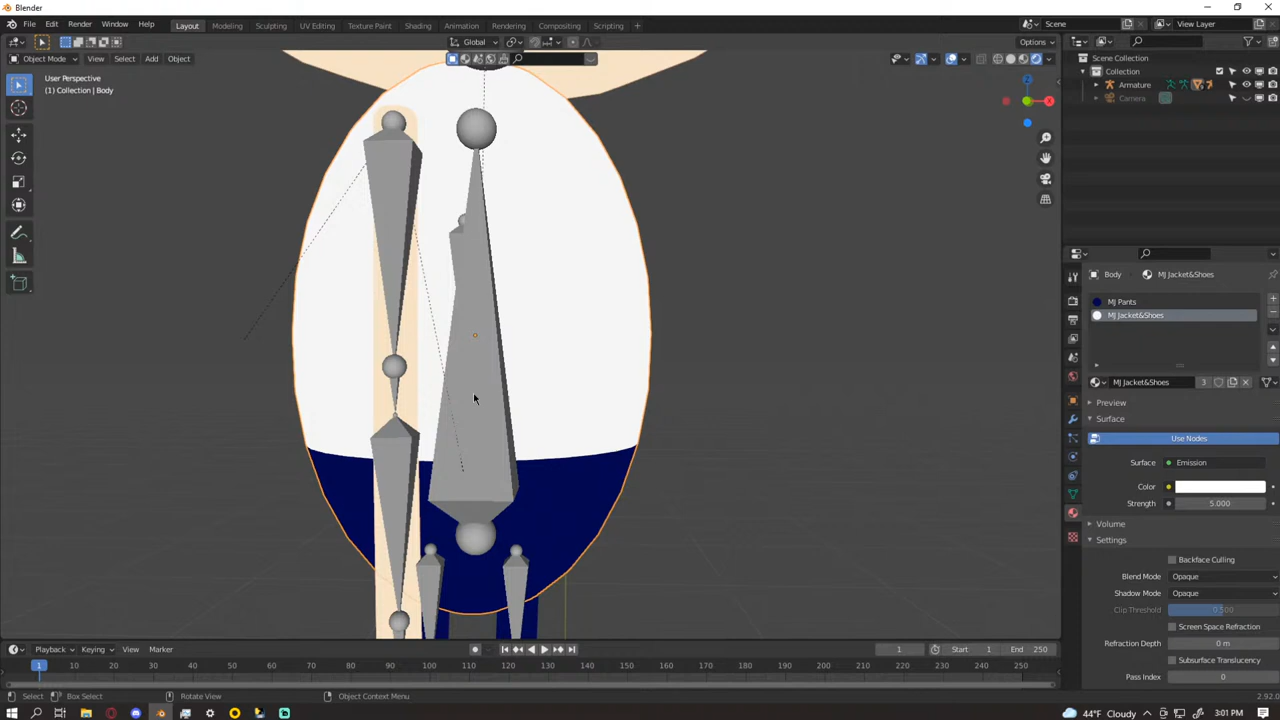 Blender
File Edit Render Window Help Layout Modeling Sculpting UV Editing Texture Paint Shading Animation Rendering Compositing Scripting + Scene View Layer
Global Options
Object Mode View Select Add Object
User Perspective
(1) Collection | Body
X
Scene Collection
Collection
Armature
Camera
Body MJ Jacket&Shoes
MJ Pants
MJ Jacket&Shoes
MJ Jacket&Shoes 3
Preview
Surface
Use Nodes
Surface Emission
Color
Strength 5.000
Volume
Settings
Backface Culling
Blend Mode Opaque
Shadow Mode Opaque
Clip Threshold 0.500
Screen Space Refraction
Refraction Depth 0 m
Subsurface Translucency
Pass Index 0
Playback Keying View Marker 1 Start 1 End 250
1 10 20 30 40 50 60 70 80 90 100 110 120 130 140 150 160 170 180 190 200 210 220 230 240 250
Select Box Select Rotate View Object Context Menu 2.92.0
44°F Cloudy 3:01 PM